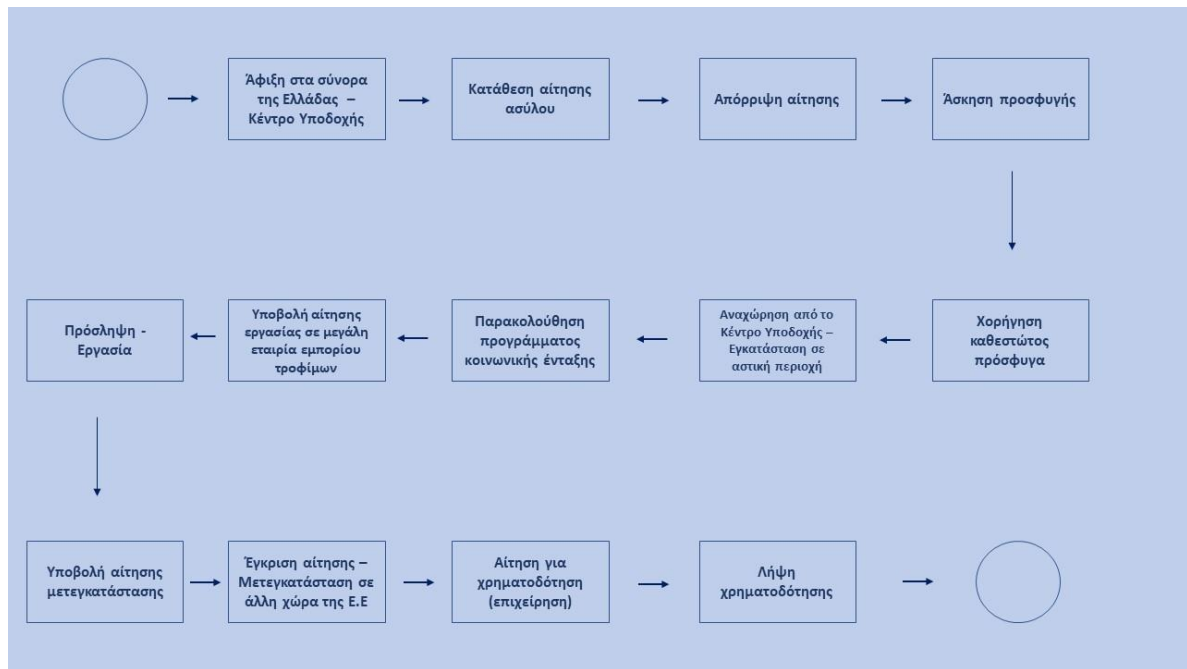 Άφιξη στα σύνορα
της Ελλάδας –
Κέντρο Υποδοχής
Κατάθεση αίτησης
ασύλου
Απόρριψη αίτησης
Άσκηση προσφυγής
Χορήγηση
καθεστώτος
πρόσφυγα
Αναχώρηση από το
Κέντρο Υποδοχής –
Εγκατάσταση σε
αστική περιοχή
Παρακολούθηση
προγράμματος
κοινωνικής ένταξης
Υποβολή αίτησης
εργασίας σε μεγάλη
εταιρία εμπορίου
τροφίμων
Πρόσληψη -
Εργασία
Υποβολή αίτησης
μετεγκατάστασης
Έγκριση αίτησης –
Μετεγκατάσταση σε
άλλη χώρα της Ε.Ε
Αίτηση για
χρηματοδότηση
(επιχείρηση)
Λήψη
χρηματοδότησης